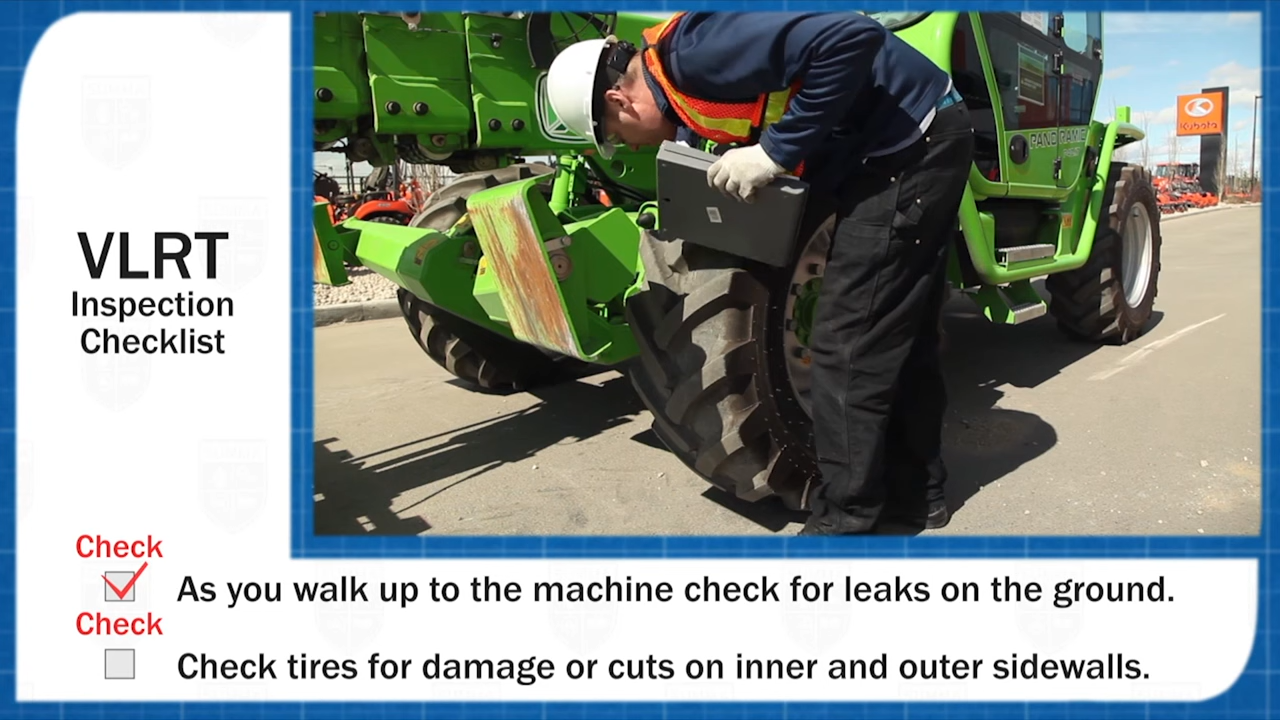 VLRT
Inspection
Checklist
PANORAMIC
Kubota
Check
As you walk up to the machine check for leaks on the ground.
Check
Check tires for damage or cuts on inner and outer sidewalls.